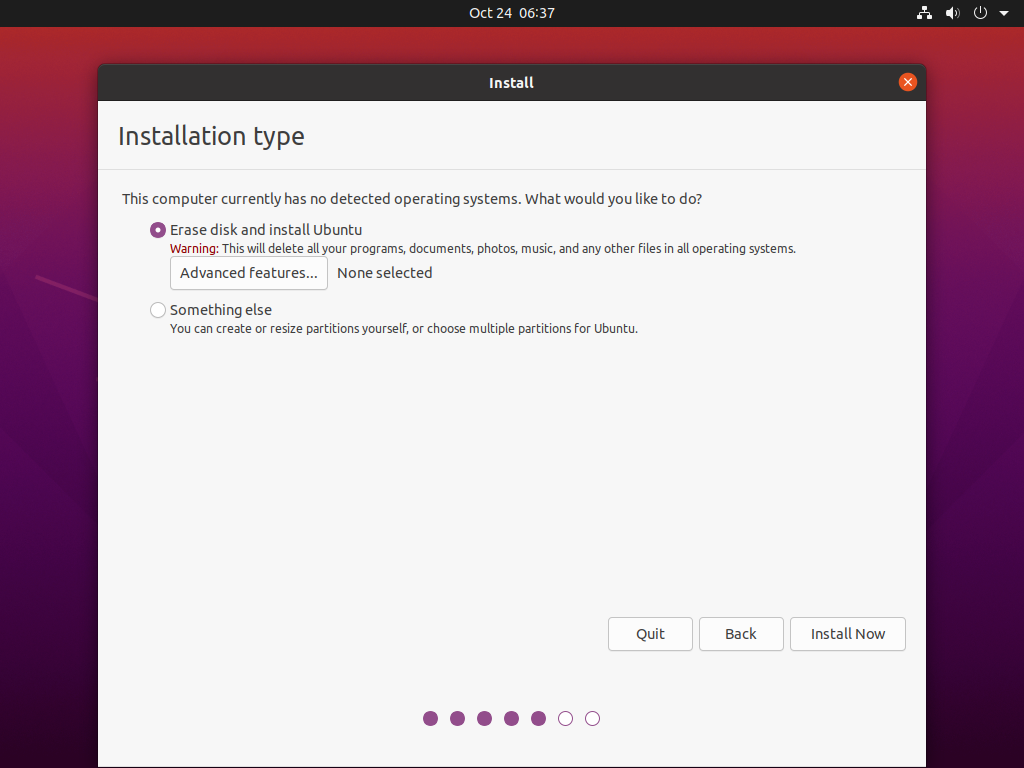 Oct 24  06:37
Install
Installation type
This computer currently has no detected operating systems. What would you like to do?
Erase disk and install Ubuntu
Warning: This will delete all your programs, documents, photos, music, and any other files in all operating systems.
Advanced features... None selected
Something else
You can create or resize partitions yourself, or choose multiple partitions for Ubuntu.
Quit Back Install Now